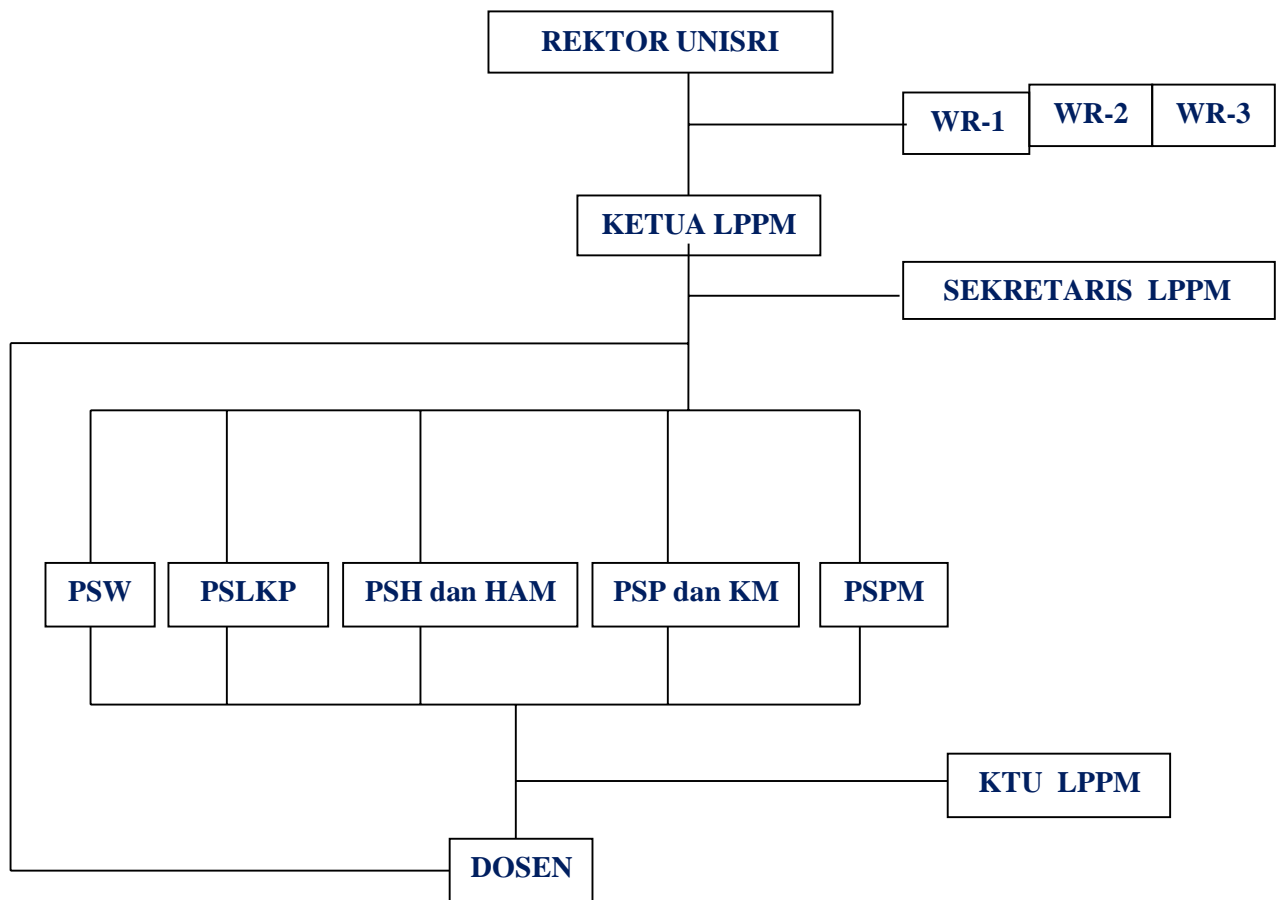 REKTOR UNISRI
WR-1
WR-2
WR-3
KETUA LPPM
SEKRETARIS LPPM
PSW
PSLKP
PSH dan HAM
PSP dan KM
PSPM
KTU LPPM
DOSEN